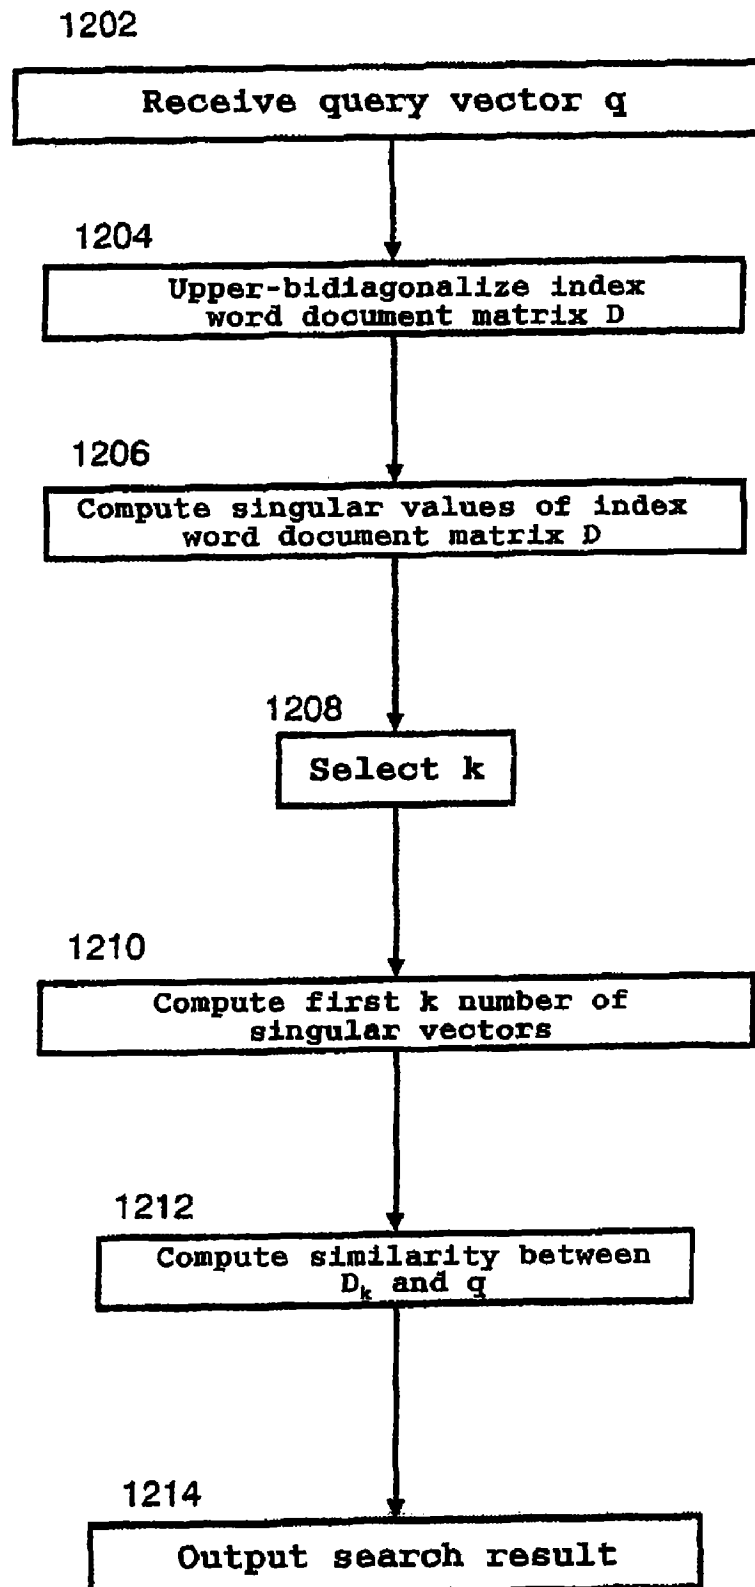 1202
Receive query vector q
1204
Upper-bidiagonalize index
word document matrix D
1206
Compute singular values of index
word document matrix D
1208
Select k
1210
Compute first k number of
singular vectors
1212
Compute similarity between
Dk and q
1214
Output search result